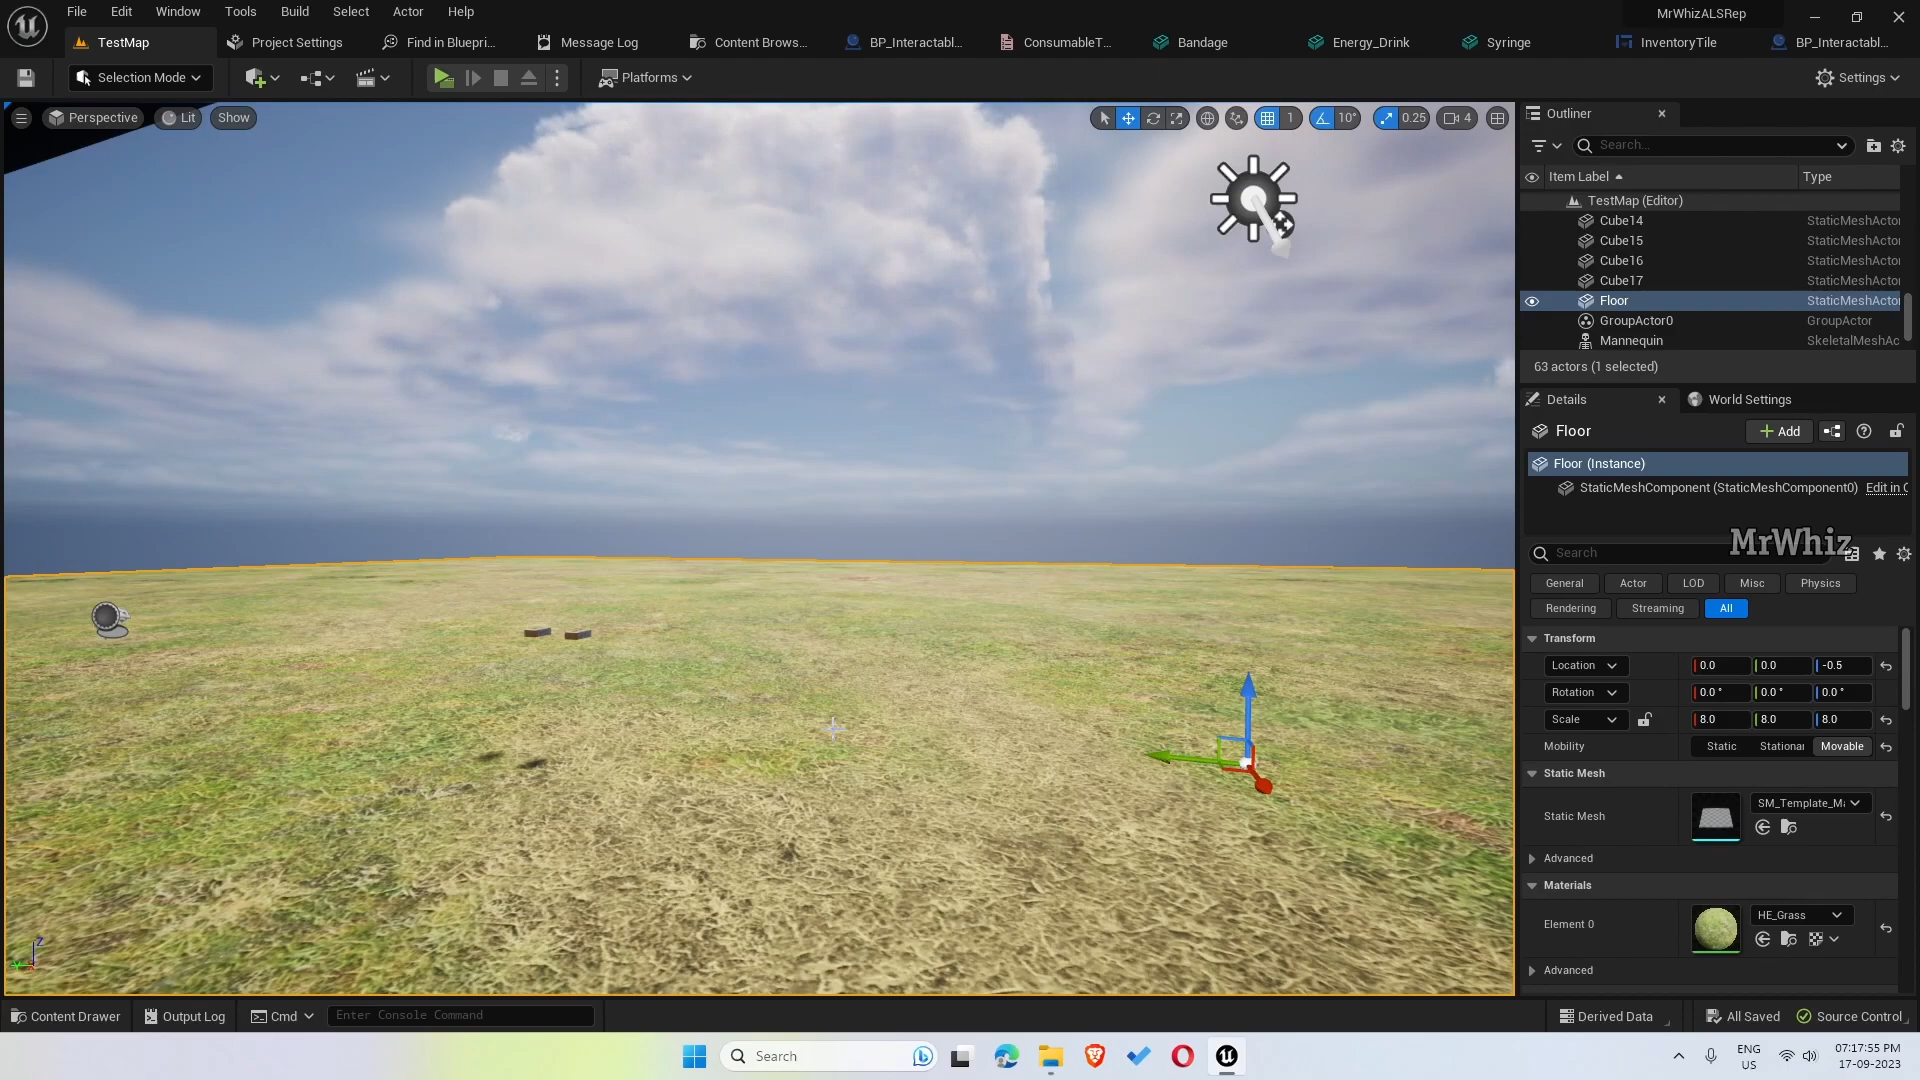 File Edit Window Tools Build Select Actor Help
MrWhizALSRep
TestMap
Project Settings
Find in Bluepri...
Message Log
Content Brows...
BP_Interactabl...
ConsumableT...
Bandage
Energy_Drink
Syringe
InventoryTile
BP_Interactabl...
Selection Mode
Platforms
Settings
Perspective
Lit
Show
1
10°
0.25
4
Outliner
Search...
Item Label
Type
TestMap (Editor)
Cube14 StaticMeshActor
Cube15 StaticMeshActor
Cube16 StaticMeshActor
Cube17 StaticMeshActor
Floor StaticMeshActor
GroupActor0 GroupActor
Mannequin SkeletalMeshAc
63 actors (1 selected)
Details
World Settings
Floor
Add
Floor (Instance)
StaticMeshComponent (StaticMeshComponent0) Edit in C
MrWhiz
Search
General Actor LOD Misc Physics
Rendering Streaming All
Transform
Location 0.0 0.0 -0.5
Rotation 0.0° 0.0° 0.0°
Scale 8.0 8.0 8.0
Mobility Static Stationar Movable
Static Mesh
Static Mesh
SM_Template_Ma
Advanced
Materials
Element 0
HE_Grass
Advanced
Z
Content Drawer
Output Log
Cmd
Enter Console Command
Derived Data
All Saved
Source Control
Search
ENG
US
07:17:55 PM
17-09-2023